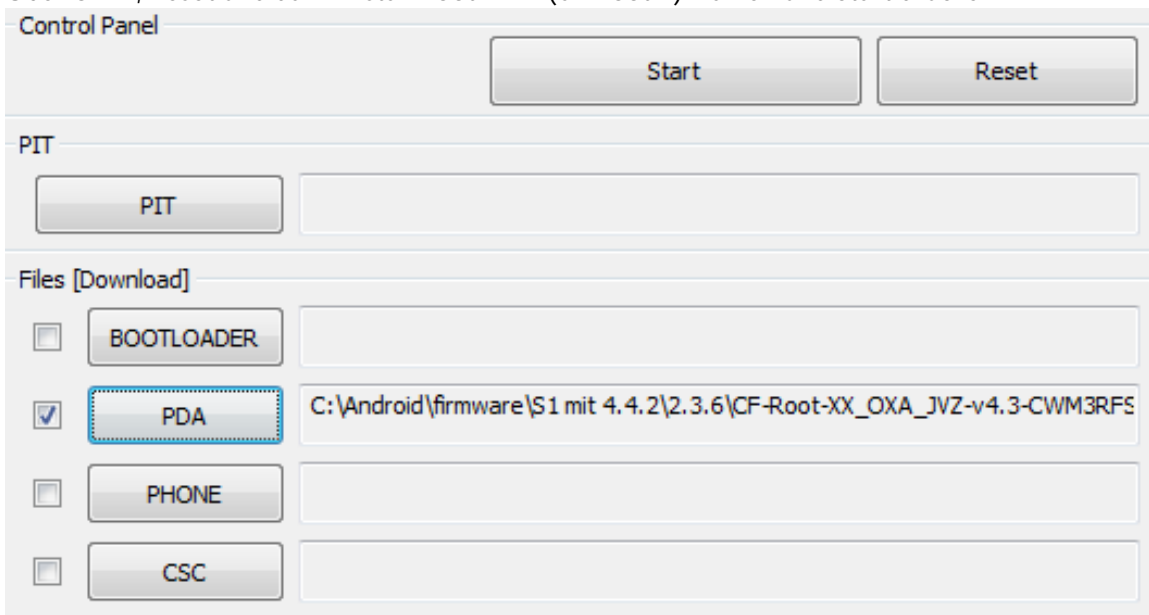 Control Panel
Start Reset
PIT
PIT
Files [Download]
BOOTLOADER
PDA C:\Android\firmware\S1 mit 4.4.2\2.3.6\CF-Root-XX_OXA_JVZ-v4.3-CWM3RFS
PHONE
CSC